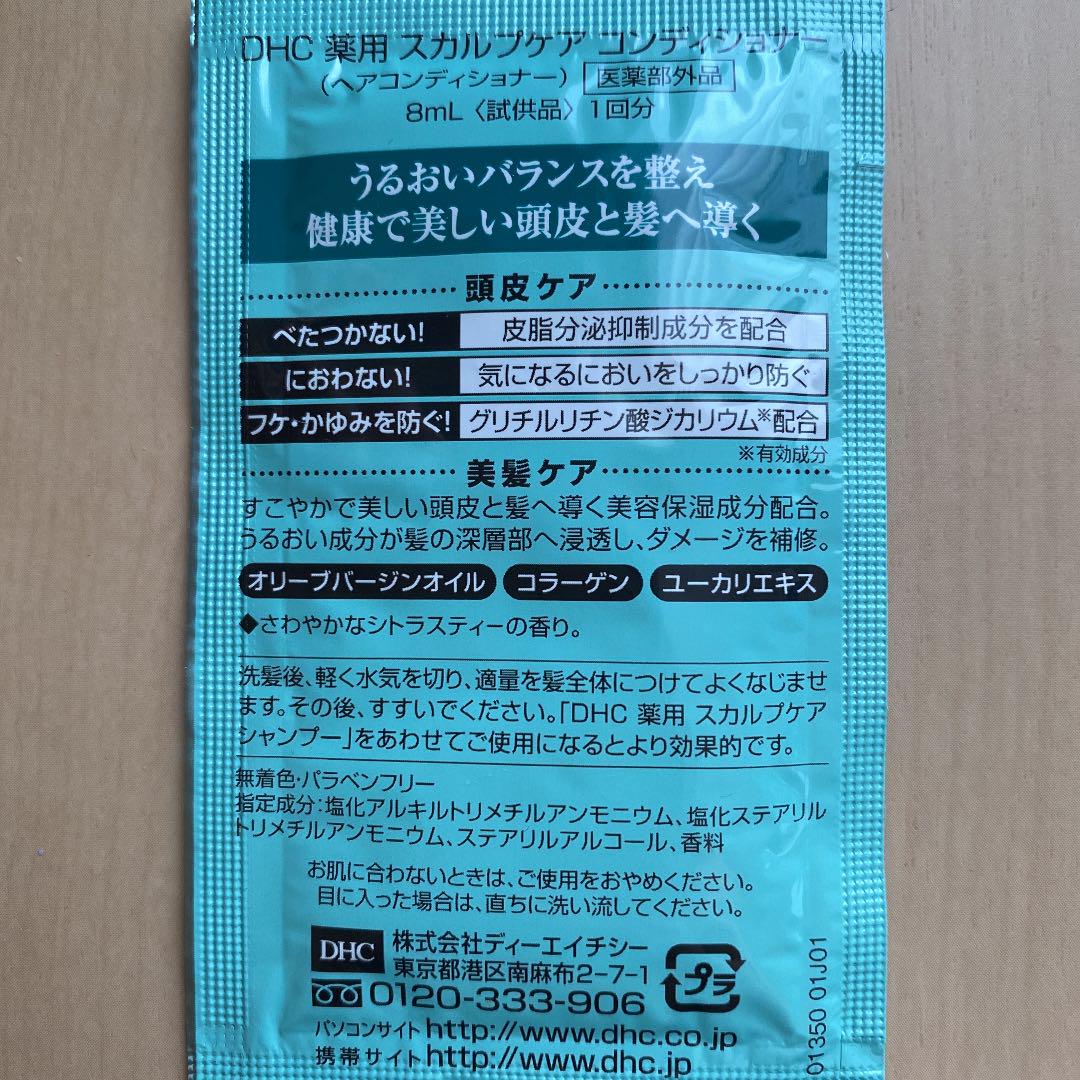 DHC 薬用 スカルプケア コンディショナー
(ヘアコンディショナー) 医薬部外品
8mL〈試供品〉1回分
うるおいバランスを整え
健康で美しい頭皮と髪へ導く
頭皮ケア
べたつかない! 皮脂分泌抑制成分を配合
におわない! 気になるにおいをしっかり防ぐ
フケ・かゆみを防ぐ! グリチルリチン酸ジカリウム※配合
※有効成分
美髪ケア
すこやかで美しい頭皮と髪へ導く美容保湿成分配合。
うるおい成分が髪の深層部へ浸透し、ダメージを補修。
オリーブバージンオイル コラーゲン ユーカリエキス
◆さわやかなシトラスティーの香り。
洗髪後、軽く水気を切り、適量を髪全体につけてよくなじませ
ます。その後、すすいでください。「DHC 薬用 スカルプケア
シャンプー」をあわせてご使用になるとより効果的です。
無着色・パラベンフリー
指定成分:塩化アルキルトリメチルアンモニウム、塩化ステアリル
トリメチルアンモニウム、ステアリルアルコール、香料
お肌に合わないときは、ご使用をおやめください。
目に入った場合は、直ちに洗い流してください。
DHC 株式会社ディーエイチシー
東京都港区南麻布2-7-1
0120-333-906
プラ
パソコンサイト http://www.dhc.co.jp
携帯サイト http://www.dhc.jp
01350 01J01